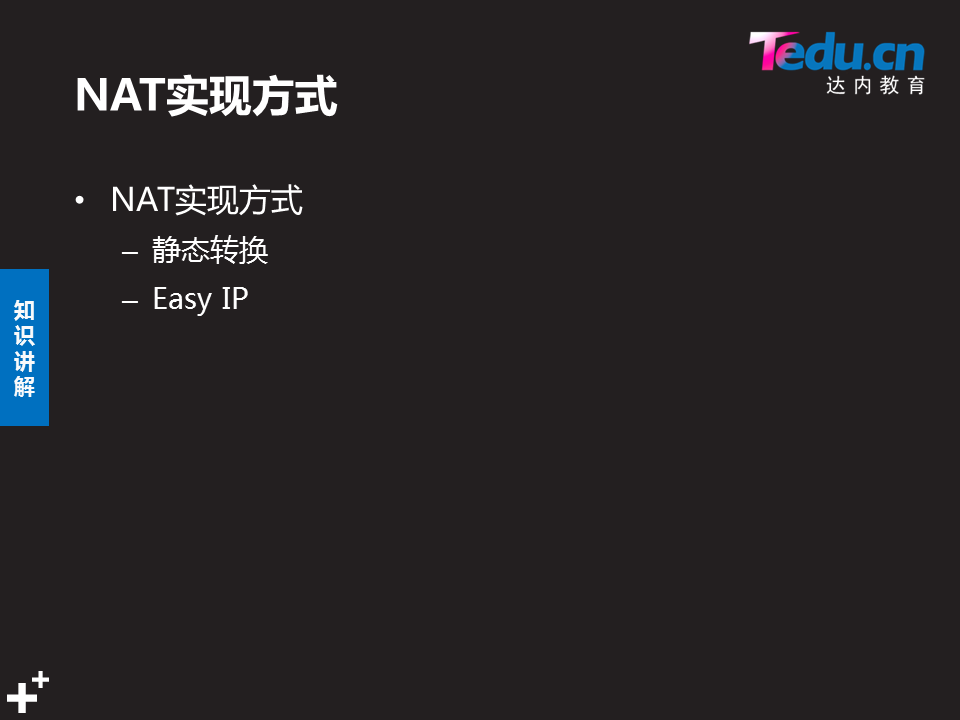 Tedu.cn
达内教育
NAT实现方式
• NAT实现方式
– 静态转换
– Easy IP
知
识
讲
解